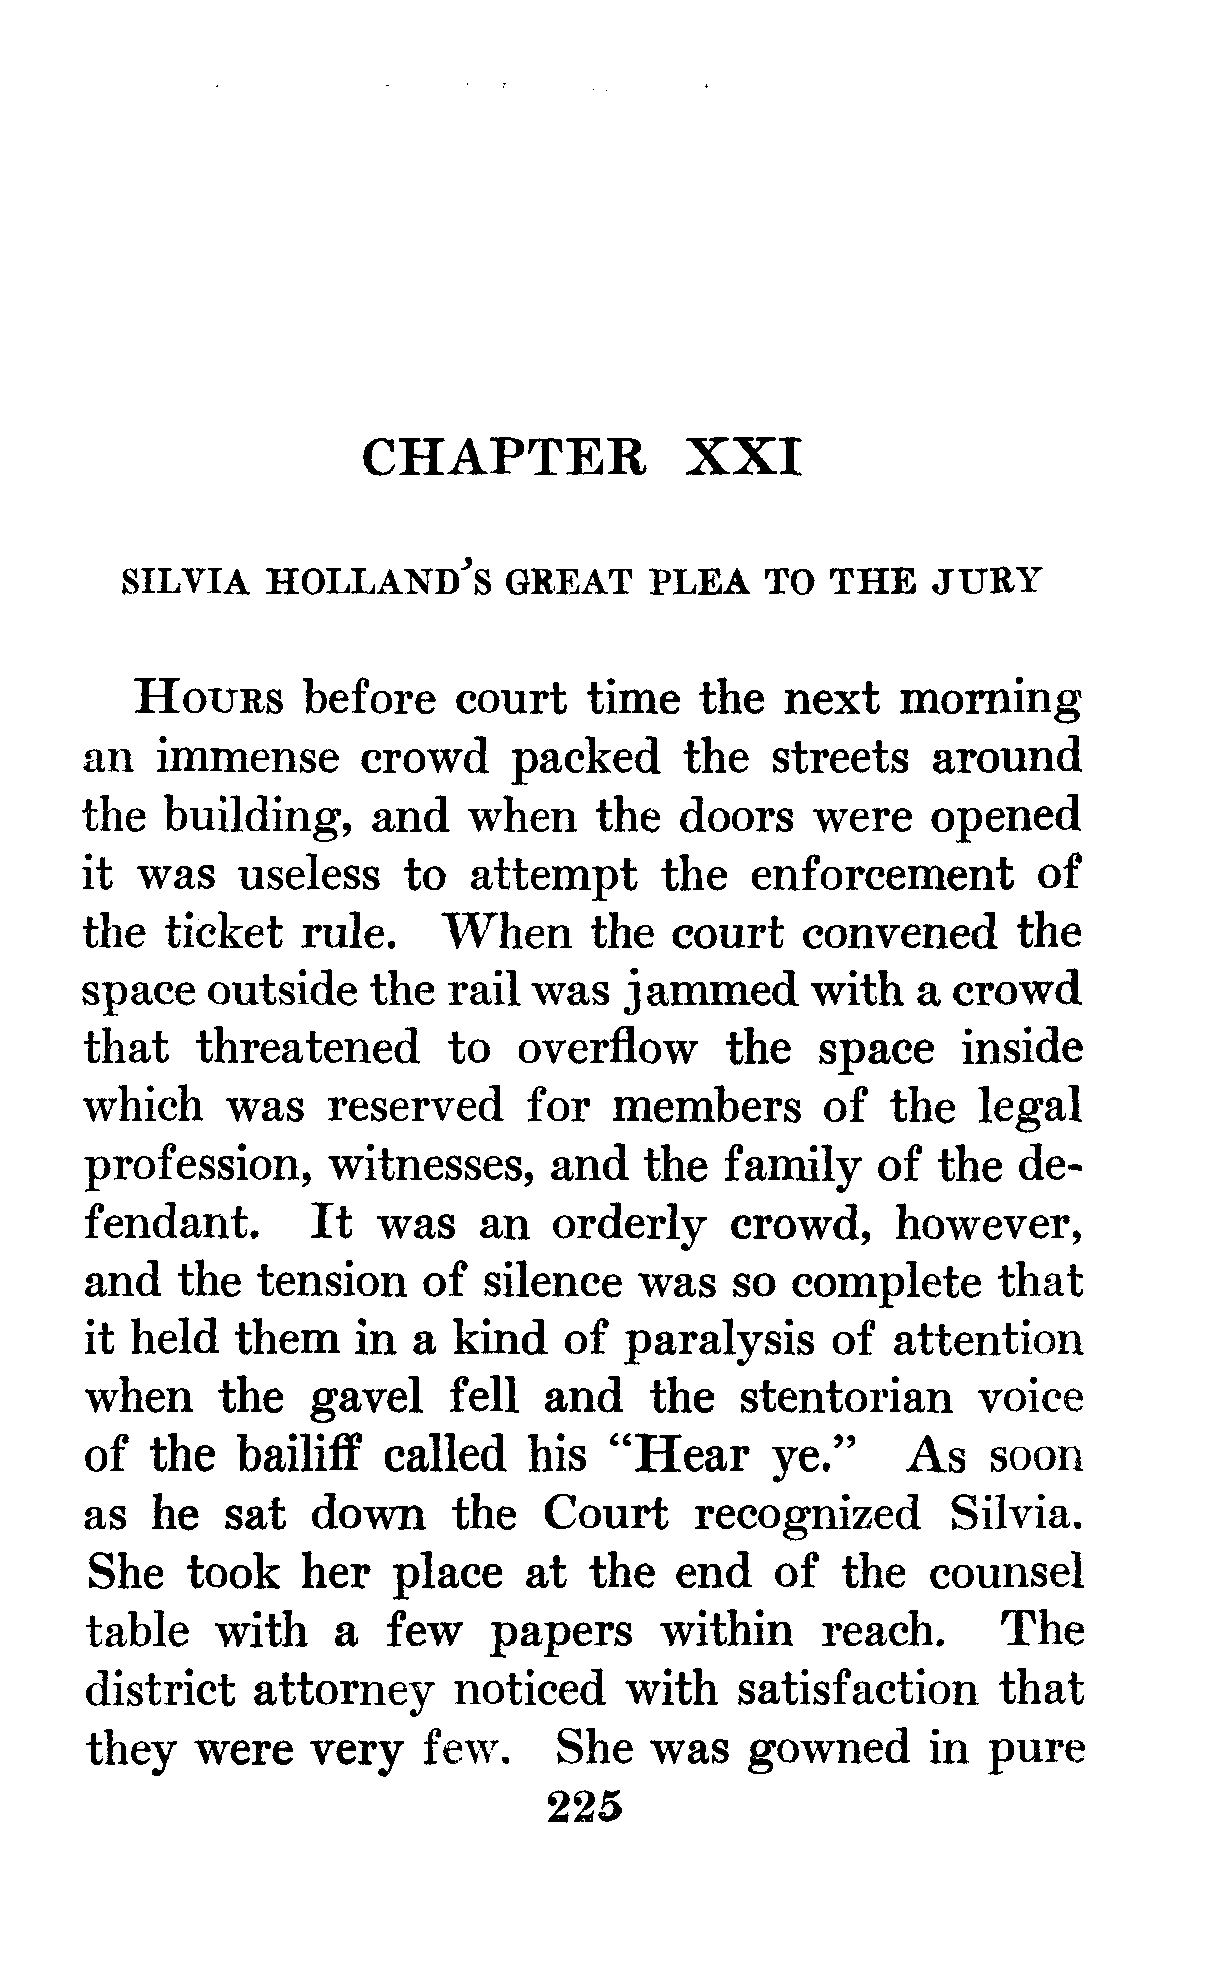 CHAPTER XXI
SILVIA HOLLAND'S GREAT PLEA TO THE JURY
HOURS before court time the next morning
an immense crowd packed the streets around
the building, and when the doors were opened
it was useless to attempt the enforcement of
the ticket rule. When the court convened the
space outside the rail was jammed with a crowd
that threatened to overflow the space inside
which was reserved for members of the legal
profession, witnesses, and the family of the de-
fendant. It was an orderly crowd, however,
and the tension of silence was so complete that
it held them in a kind of paralysis of attention
when the gavel fell and the stentorian voice
of the bailiff called his “Hear ye.” As soon
as he sat down the Court recognized Silvia.
She took her place at the end of the counsel
table with a few papers within reach. The
district attorney noticed with satisfaction that
they were very few. She was gowned in pure
225